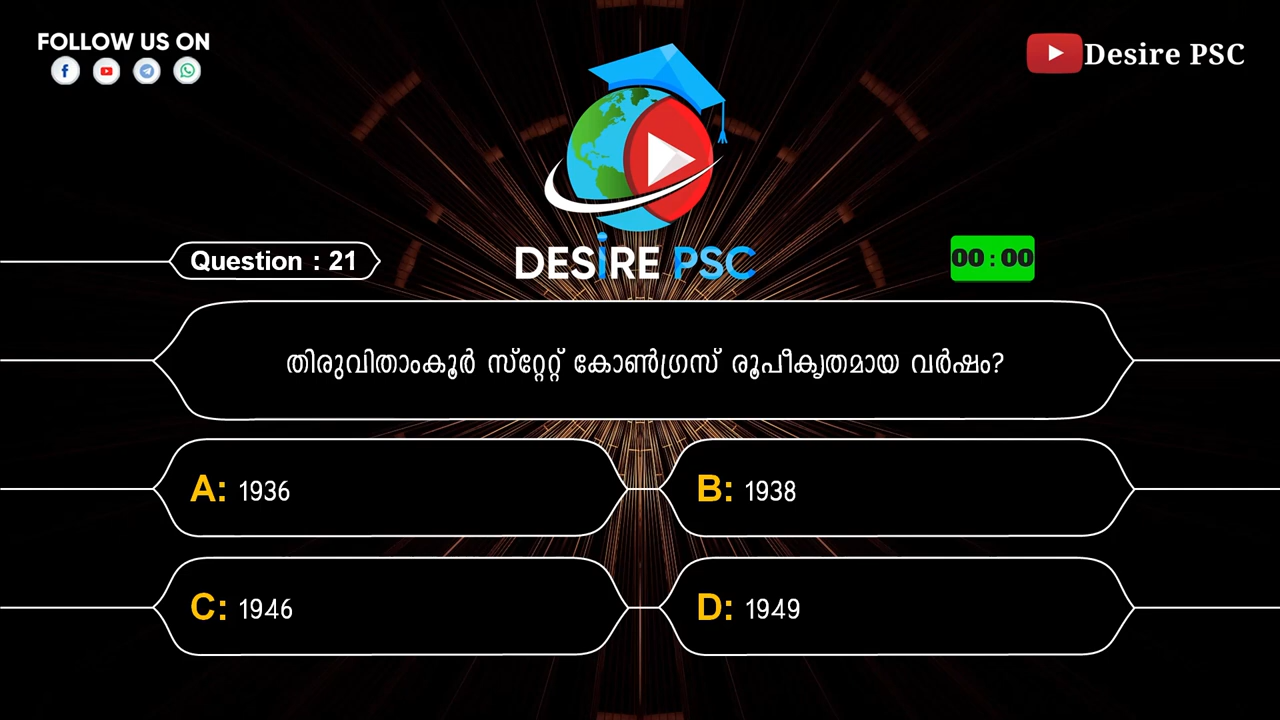 FOLLOW US ON
Desire PSC
DESiRE PSC
Question : 21
00 : 00
തിരുവിതാംകൂർ സ്റ്റേറ്റ് കോൺഗ്രസ് രൂപീകൃതമായ വർഷം?
A: 1936
B: 1938
C: 1946
D: 1949